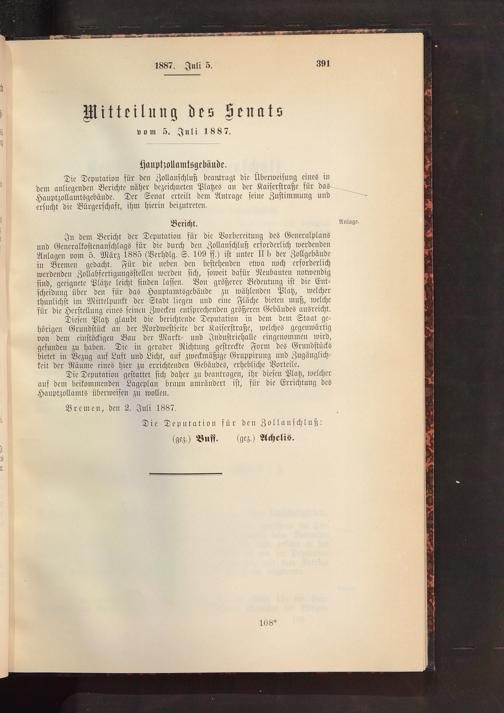 1887. Juli 5.
391
Mitteilung des Senats
vom 5. Juli 1887.
Hauptzollamtsgebäude.
Die Deputation für den Zollanschluß beantragt die Überweisung eines in
dem anliegenden Berichte näher bezeichneten Platzes an der Kaiserstraße für das
Hauptzollamtsgebäude. Der Senat erteilt dem Antrage seine Zustimmung und
ersucht die Bürgerschaft, ihm hierin beizutreten.
Bericht.
Anlage.
In dem Bericht der Deputation für die Vorbereitung des Generalplans
und Generalkostenanschlags für die durch den Zollanschluß erforderlich werdenden
Anlagen vom 5. März 1885 (Verhdlg. S. 109 ff.) ist unter II b der Zollgebäude
in Bremen gedacht. Für die neben den bestehenden etwa noch erforderlich
werdenden Zollabfertigungsstellen werden sich, soweit dafür Neubauten notwendig
sind, geeignete Plätze leicht finden lassen. Von größerer Bedeutung ist die Ent-
scheidung über den für das Hauptamtsgebäude zu wählenden Platz, welcher
thunlichst im Mittelpunkt der Stadt liegen und eine Fläche bieten muß, welche
für die Herstellung eines seinen Zwecken entsprechenden größeren Gebäudes ausreicht.
Diesen Platz glaubt die berichtende Deputation in dem dem Staat ge-
hörigen Grundstück an der Nordwestseite der Kaiserstraße, welches gegenwärtig
von dem einstöckigen Bau der Markt- und Industriehalle eingenommen wird,
gefunden zu haben. Die in gerader Richtung gestreckte Form des Grundstücks
bietet in Bezug auf Luft und Licht, auf zweckmäßige Gruppirung und Zugänglich-
keit der Räume eines hier zu errichtenden Gebäudes, erhebliche Vorteile.
Die Deputation gestattet sich daher zu beantragen, ihr diesen Platz, welcher
auf dem beikommenden Lageplan braun umrändert ist, für die Errichtung des
Hauptzollamts überweisen zu wollen.
Bremen, den 2. Juli 1887.
Die Deputation für den Zollanschluß:
(gez.) Buff. (gez.) Achelis.
108*